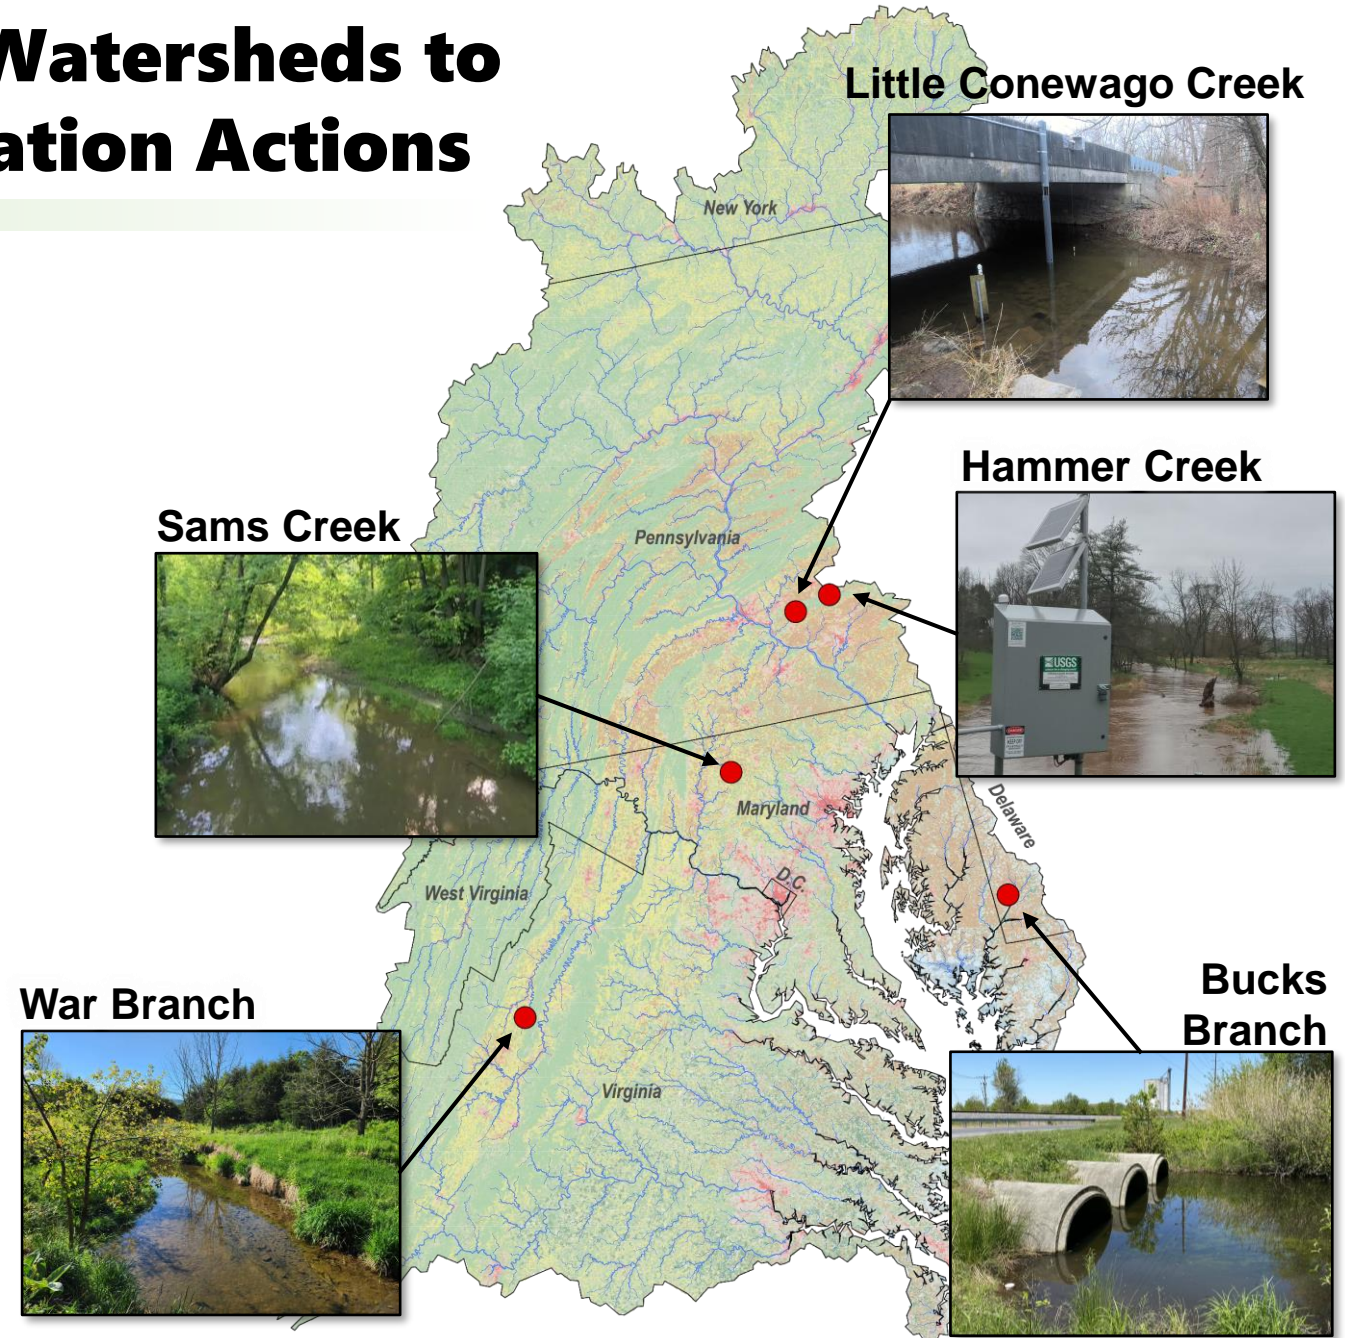 Watersheds to
ation Actions
Little Conewago Creek
New York
Hammer Creek
Sams Creek
Pennsylvania
USGS
Maryland
Delaware
D.C.
West Virginia
War Branch
Bucks
Branch
Virginia